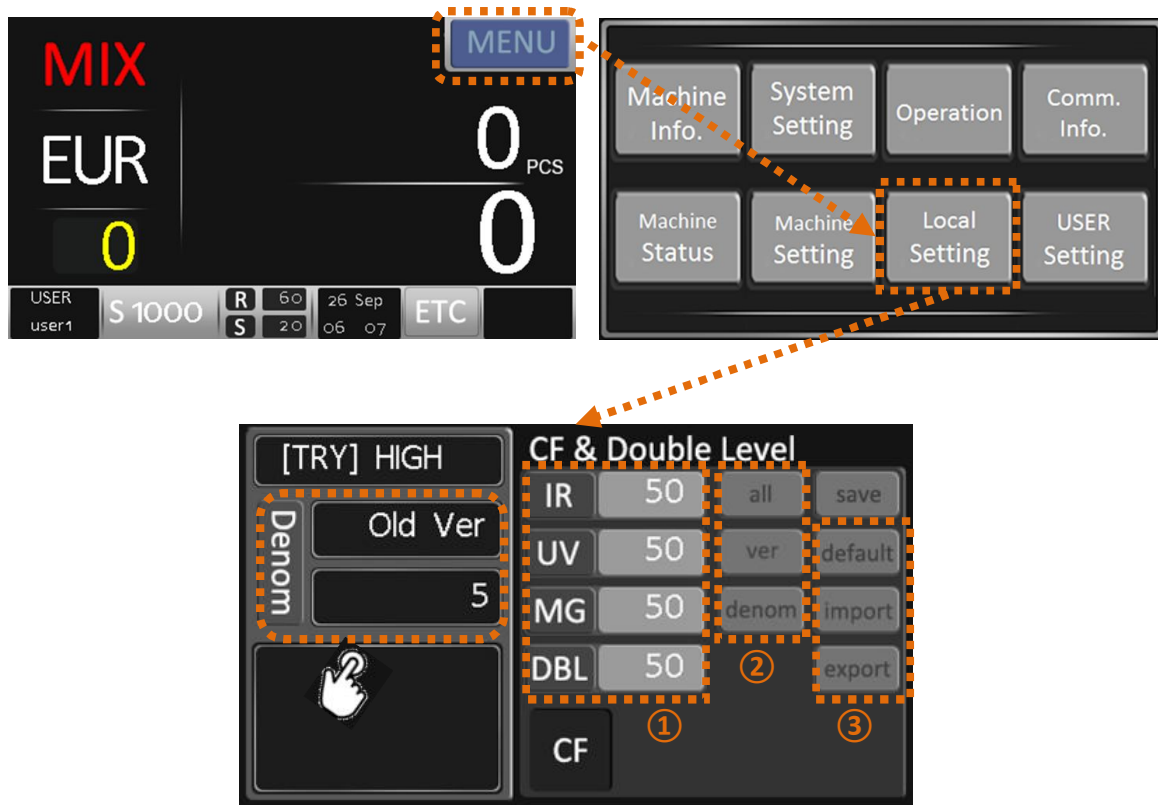 MENU
MIX
EUR
0
0 PCS
0
USER
user1
S 1000
R 60
S 20
26 Sep
06 07
ETC
Machine
Info.
System
Setting
Operation
Comm.
Info.
Machine
Status
Machine
Setting
Local
Setting
USER
Setting
[TRY] HIGH
Denom
Old Ver
5
CF & Double Level
IR 50 all save
UV 50 ver default
MG 50 denom import
DBL 50 ② export
① ③
CF